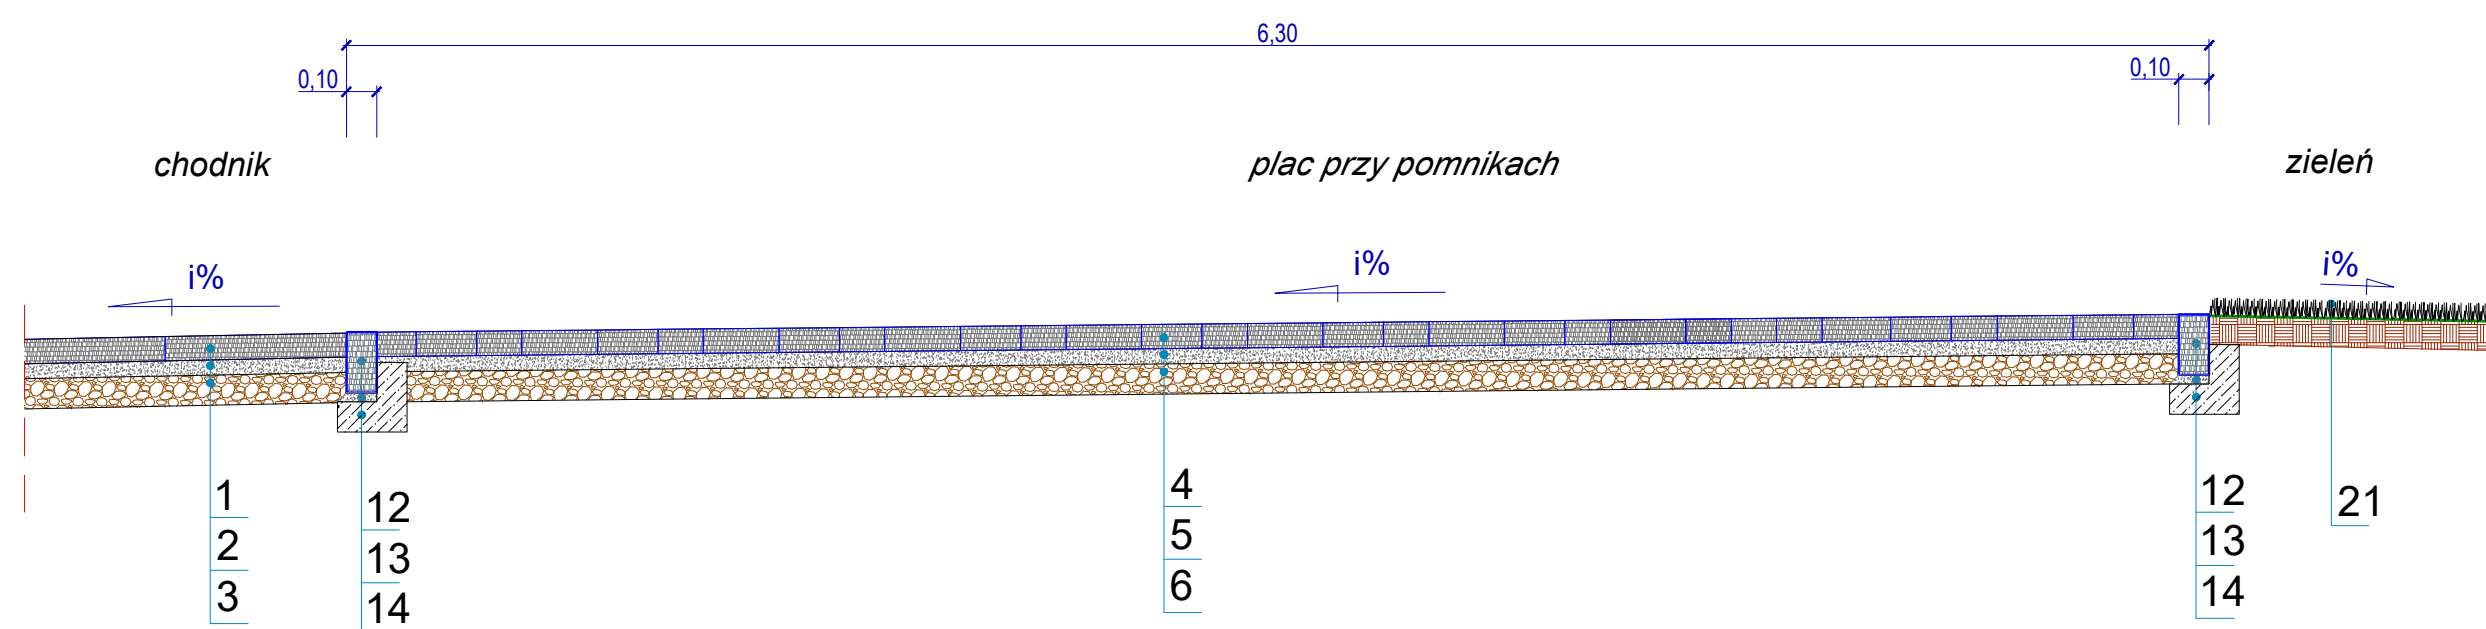 6,30
0,10
0,10
chodnik
plac przy pomnikach
zieleń
i%
i%
i%
1
2
3
12
13
14
4
5
6
12
13
14
21